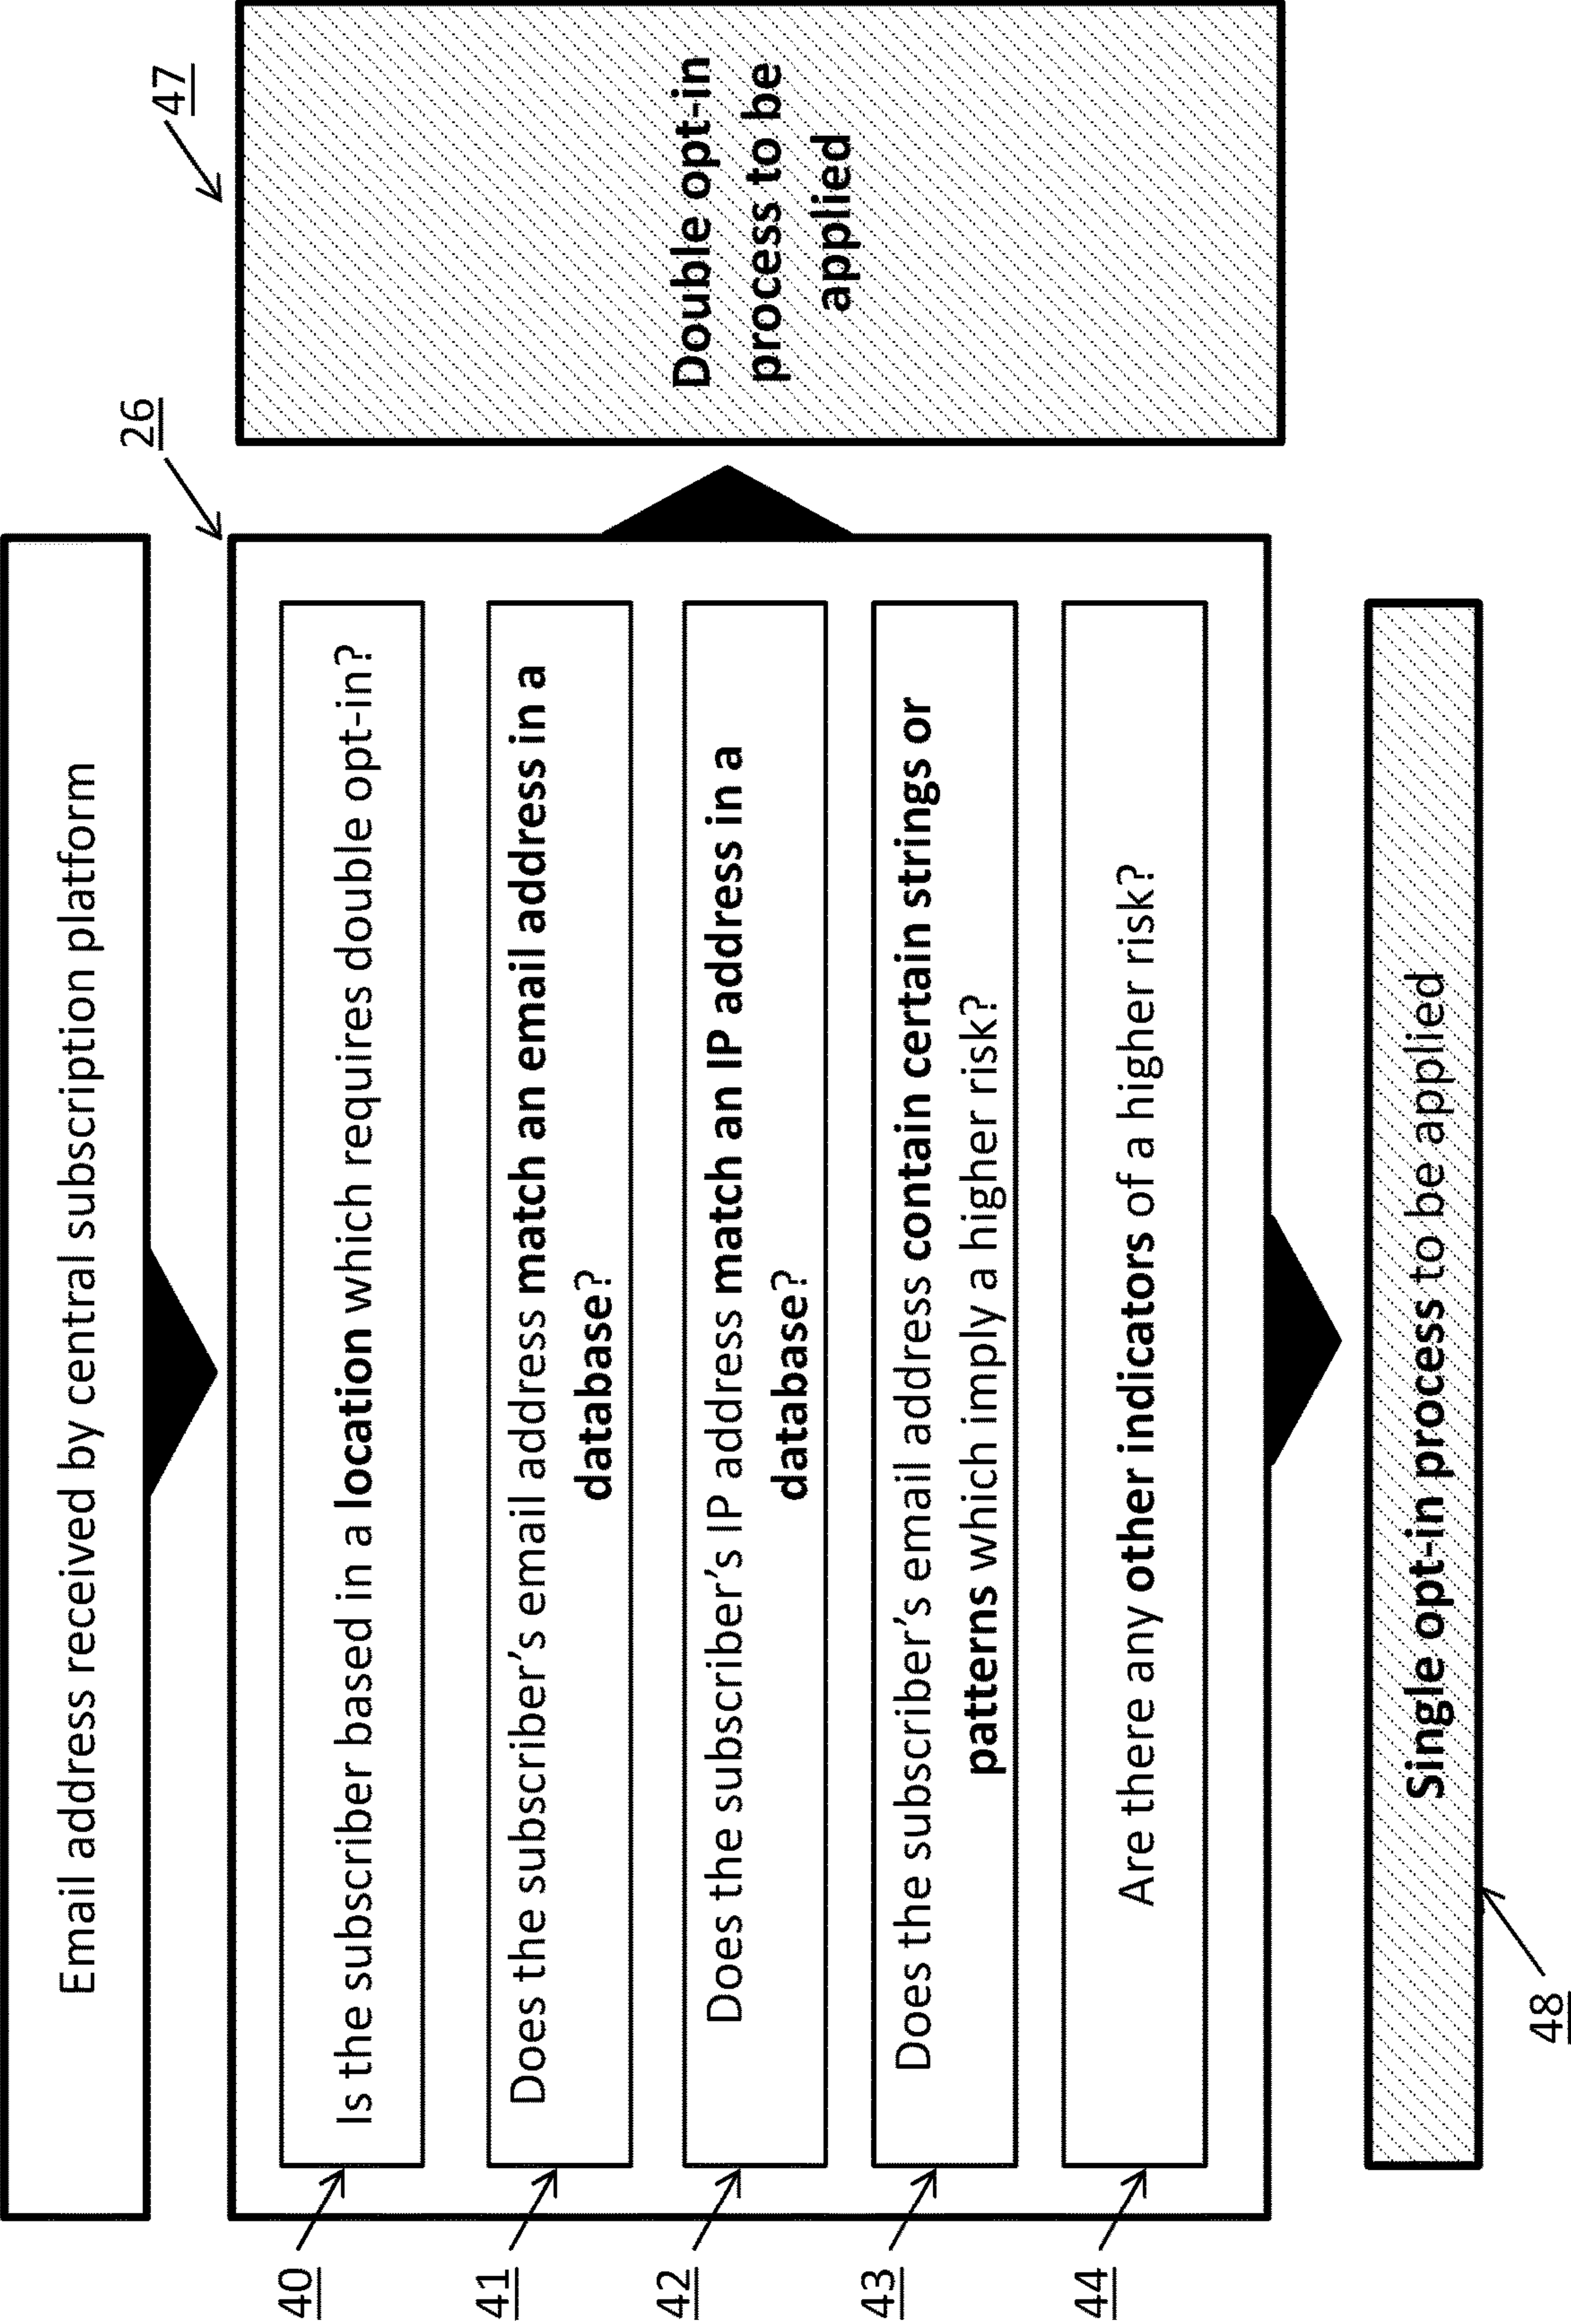 Email address received by central subscription platform
26
47
40
Is the subscriber based in a location which requires double opt-in?
41
Does the subscriber’s email address match an email address in a
database?
42
Does the subscriber’s IP address match an IP address in a
database?
43
Does the subscriber’s email address contain certain strings or
patterns which imply a higher risk?
44
Are there any other indicators of a higher risk?
Double opt-in
process to be
applied
Single opt-in process to be applied
48